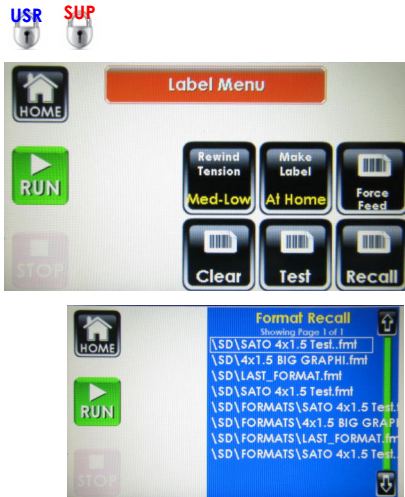 USR SUP
Label Menu
HOME
RUN
STOP
Rewind
Tension
Med-Low
Make
Label
At Home
Force
Feed
Clear
Test
Recall
Format Recall
Showing Page 1 of 1
HOME
RUN
STOP
\SD\SATO 4x1.5 Test..fmt
\SD\4x1.5 BIG GRAPHI.fmt
\SD\LAST_FORMAT.fmt
\SD\SATO 4x1.5 Test.fmt
\SD\FORMATS\SATO 4x1.5 Test.f
\SD\FORMATS\4x1.5 BIG GRAPI
\SD\FORMATS\LAST_FORMAT.fm
\SD\FORMATS\SATO 4x1.5 Test..